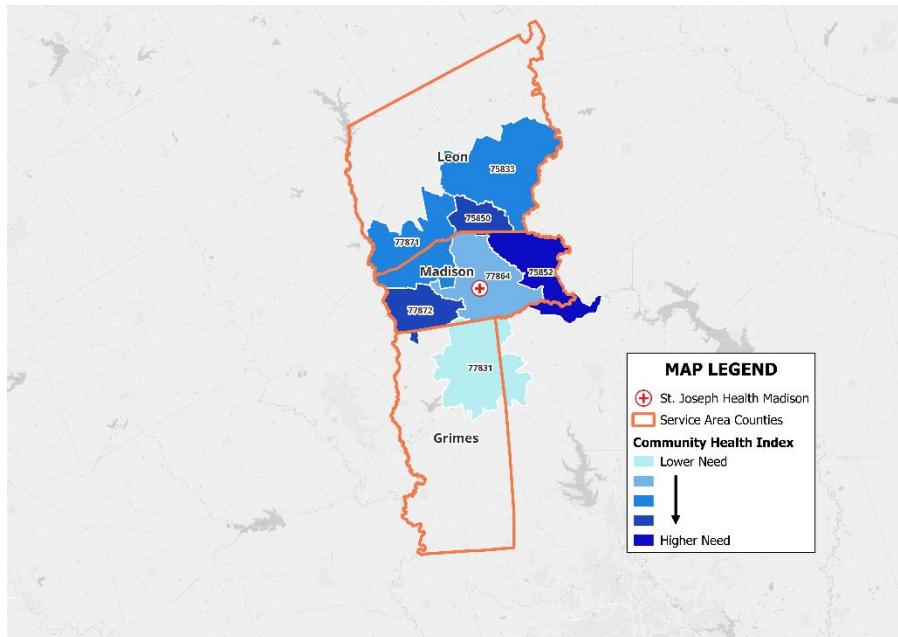 Leon
75833
75850
77871
Madison
77864
75852
77872
77831
Grimes
MAP LEGEND
St. Joseph Health Madison
Service Area Counties
Community Health Index
Lower Need
Higher Need